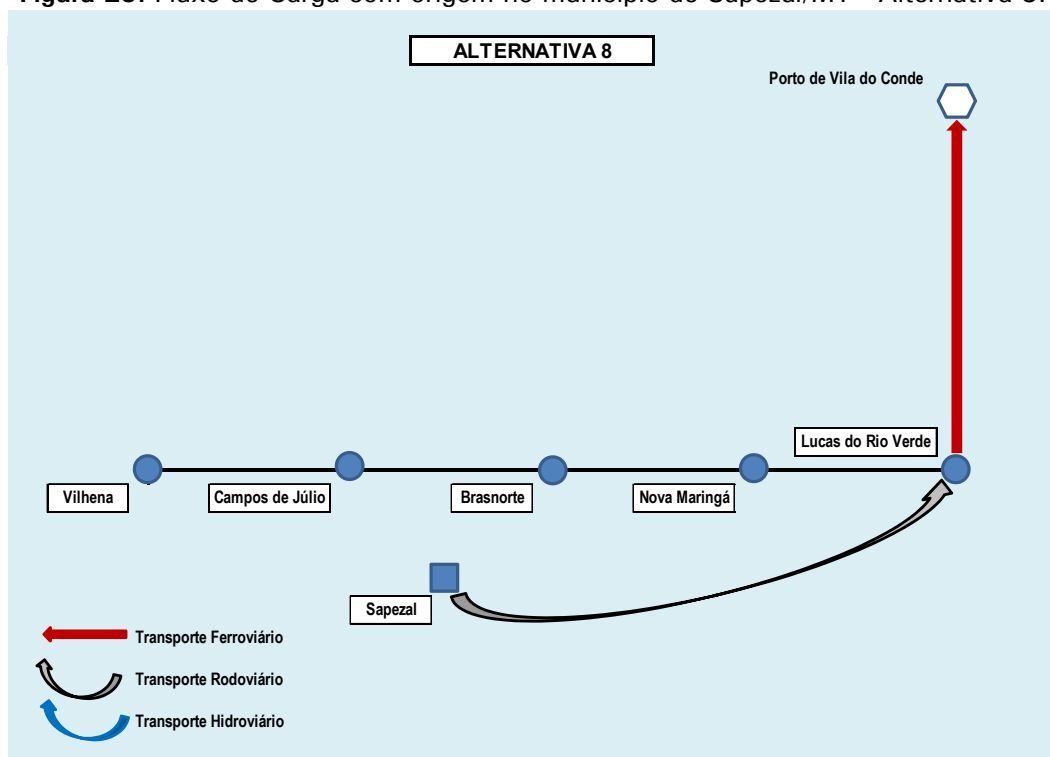 Figura 28. Fluxo de Carga com origem no município de Sapezal/MT – Alternativa 8.
ALTERNATIVA 8
Porto de Vila do Conde
Lucas do Rio Verde
Vilhena
Campos de Júlio
Brasnorte
Nova Maringá
Sapezal
Transporte Ferroviário
Transporte Rodoviário
Transporte Hidroviário